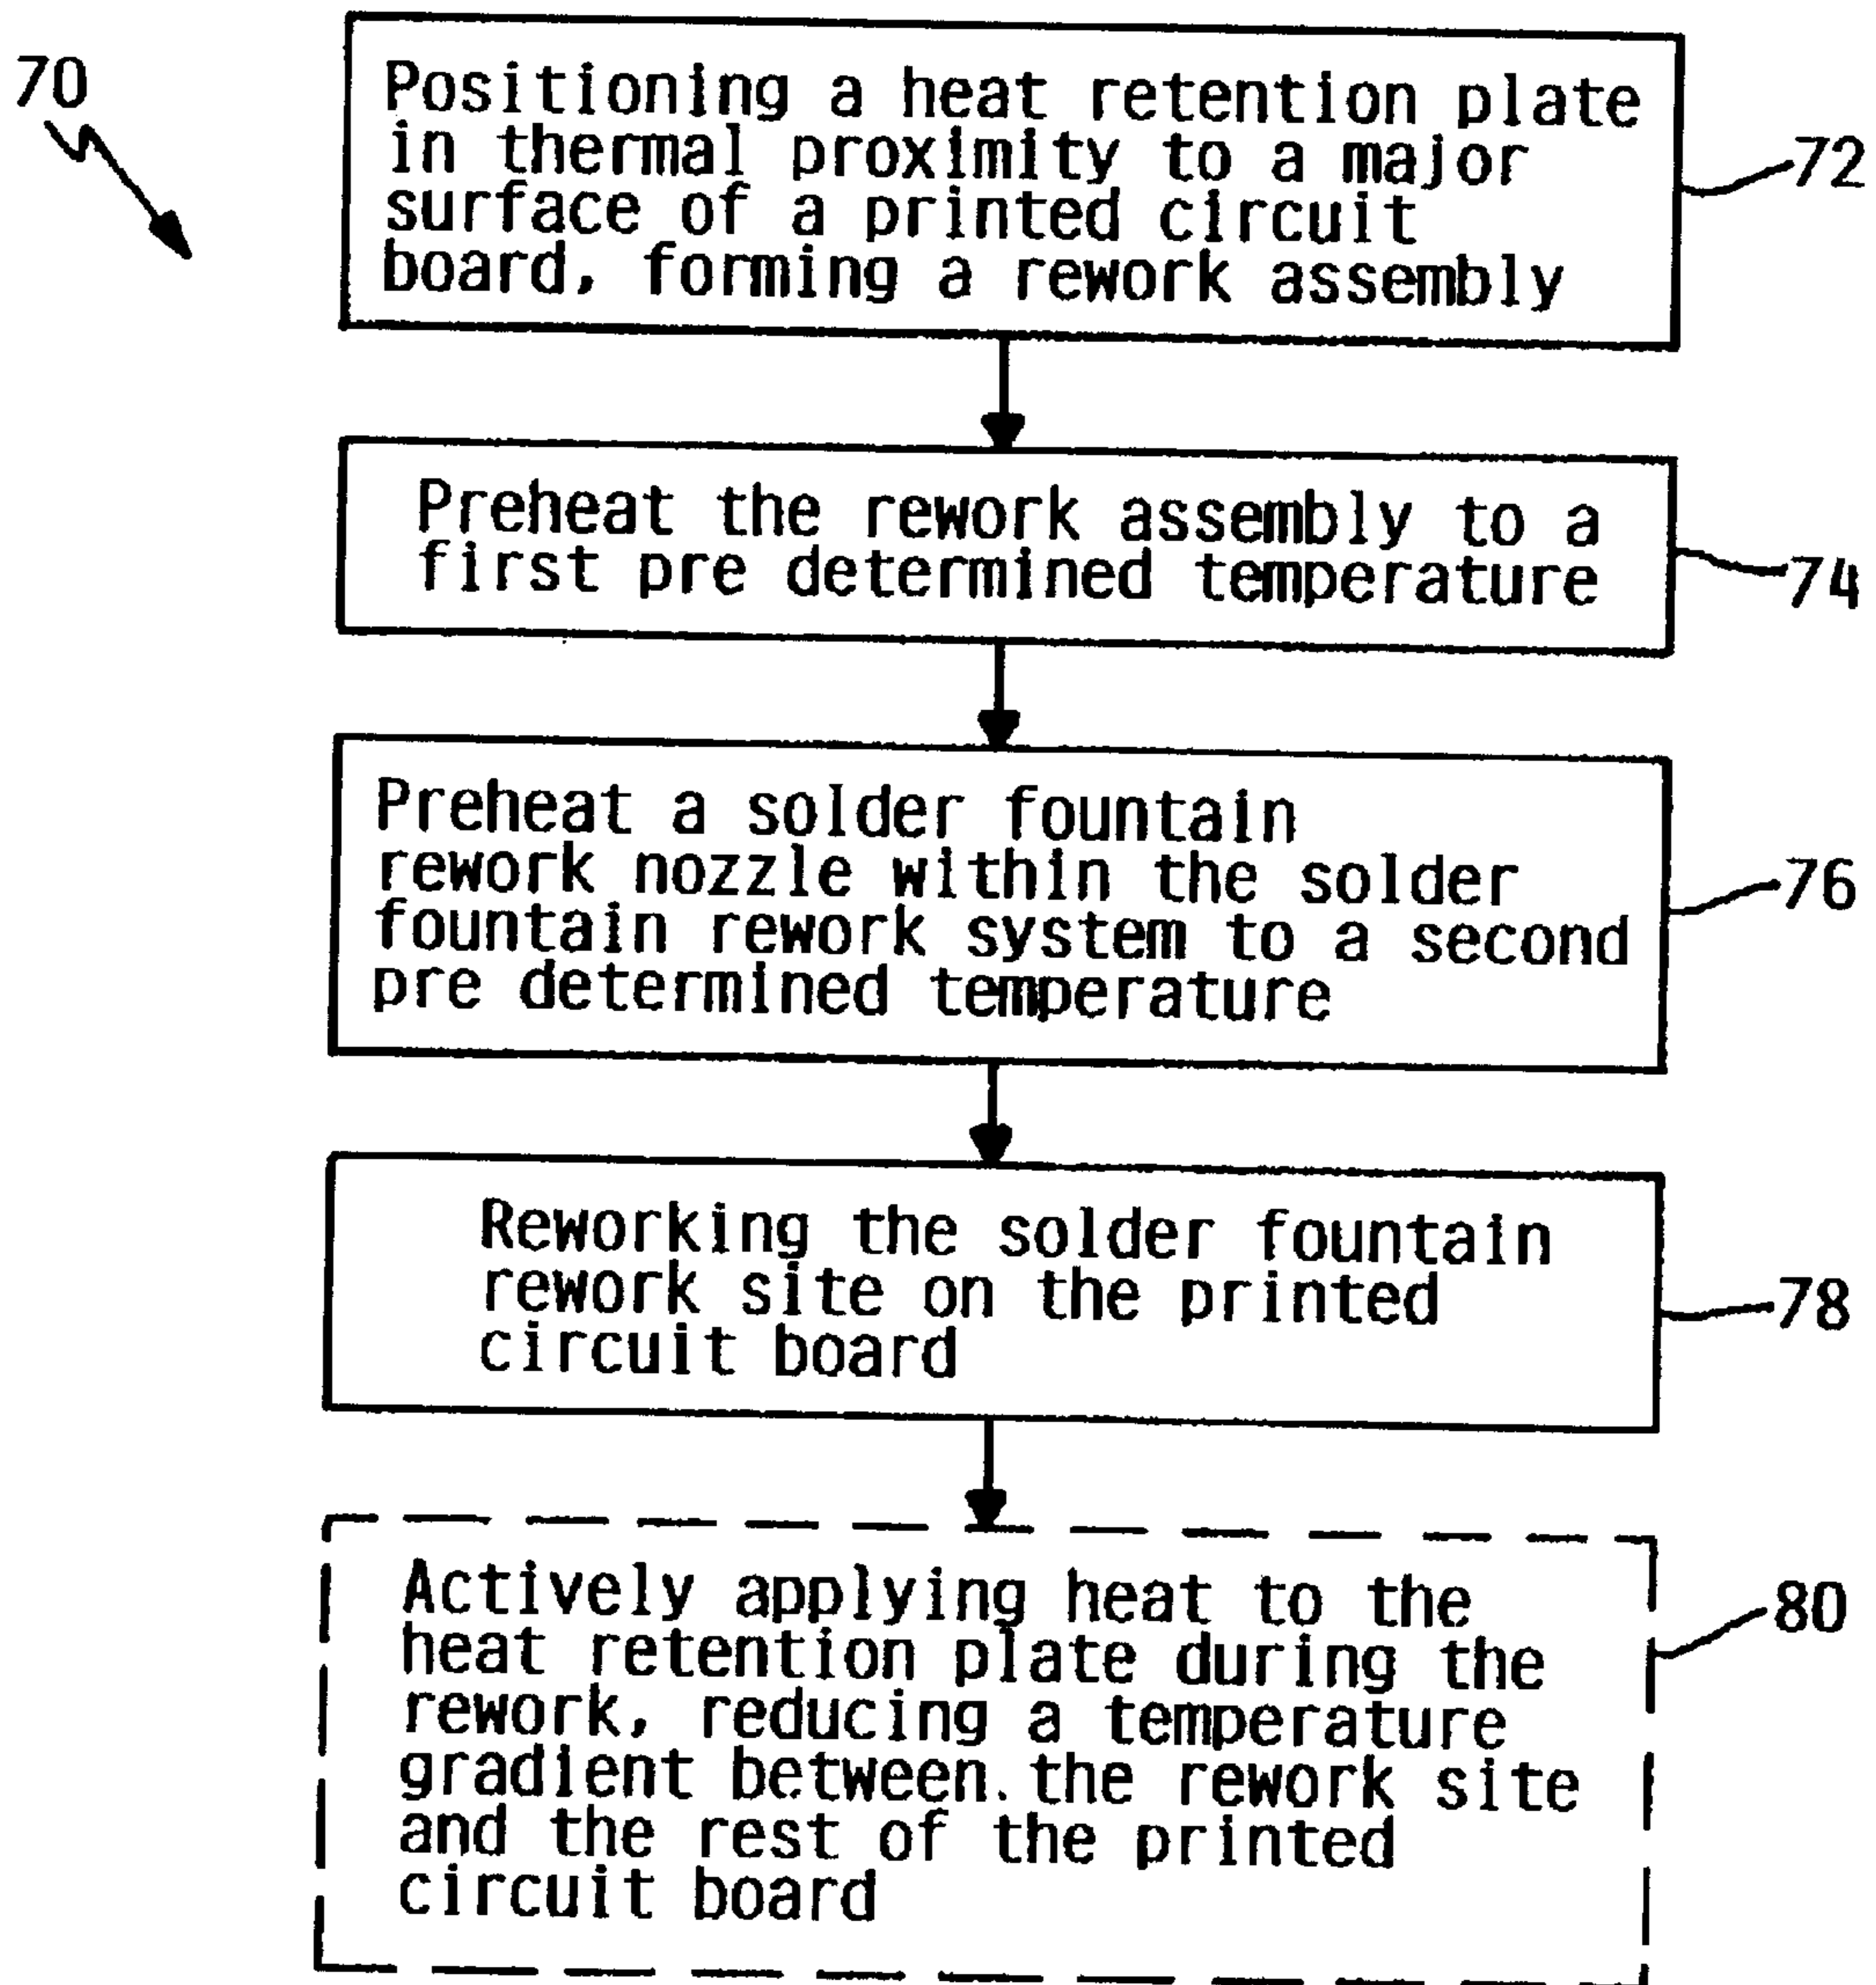 70
Positioning a heat retention plate
in thermal proximity to a major
surface of a printed circuit
board, forming a rework assembly
72
Preheat the rework assembly to a
first pre determined temperature
74
Preheat a solder fountain
rework nozzle within the solder
fountain rework system to a second
pre determined temperature
76
Reworking the solder fountain
rework site on the printed
circuit board
78
Actively applying heat to the
heat retention plate during the
rework, reducing a temperature
gradient between the rework site
and the rest of the printed
circuit board
80